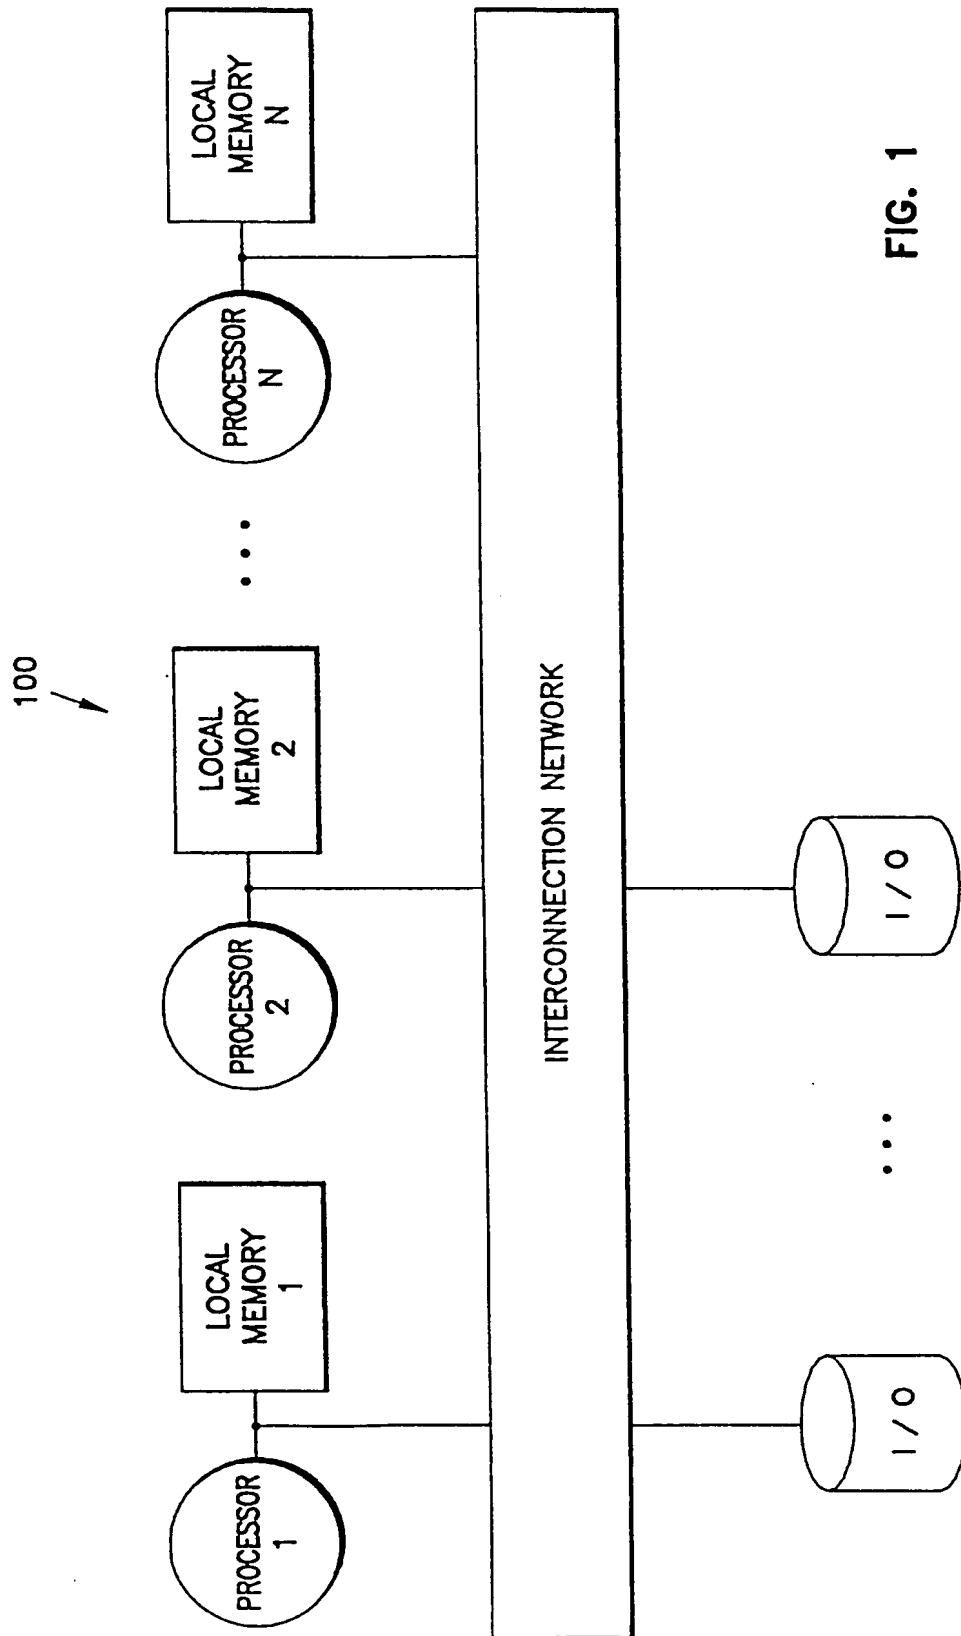 100
PROCESSOR
1
LOCAL
MEMORY
1
PROCESSOR
2
LOCAL
MEMORY
2
PROCESSOR
N
LOCAL
MEMORY
N
INTERCONNECTION NETWORK
I/O
I/O
FIG. 1